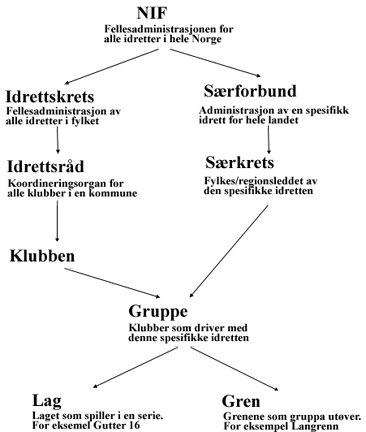 NIF
Fellesadministrasjonen for
alle idretter i hele Norge
Idrettskrets
Fellesadministrasjon av
alle idretter i fylket
Særforbund
Administrasjon av en spesifikk
idrett for hele landet
Idrettsråd
Koordineringsorgan for
alle klubber i en kommune
Særkrets
Fylkes/regionsleddet av
den spesifikke idretten
Klubben
Gruppe
Klubber som driver med
denne spesifikke idretten
Lag
Laget som spiller i en serie.
For eksemel Gutter 16
Gren
Grenene som gruppa utøver.
For eksempel Langrenn